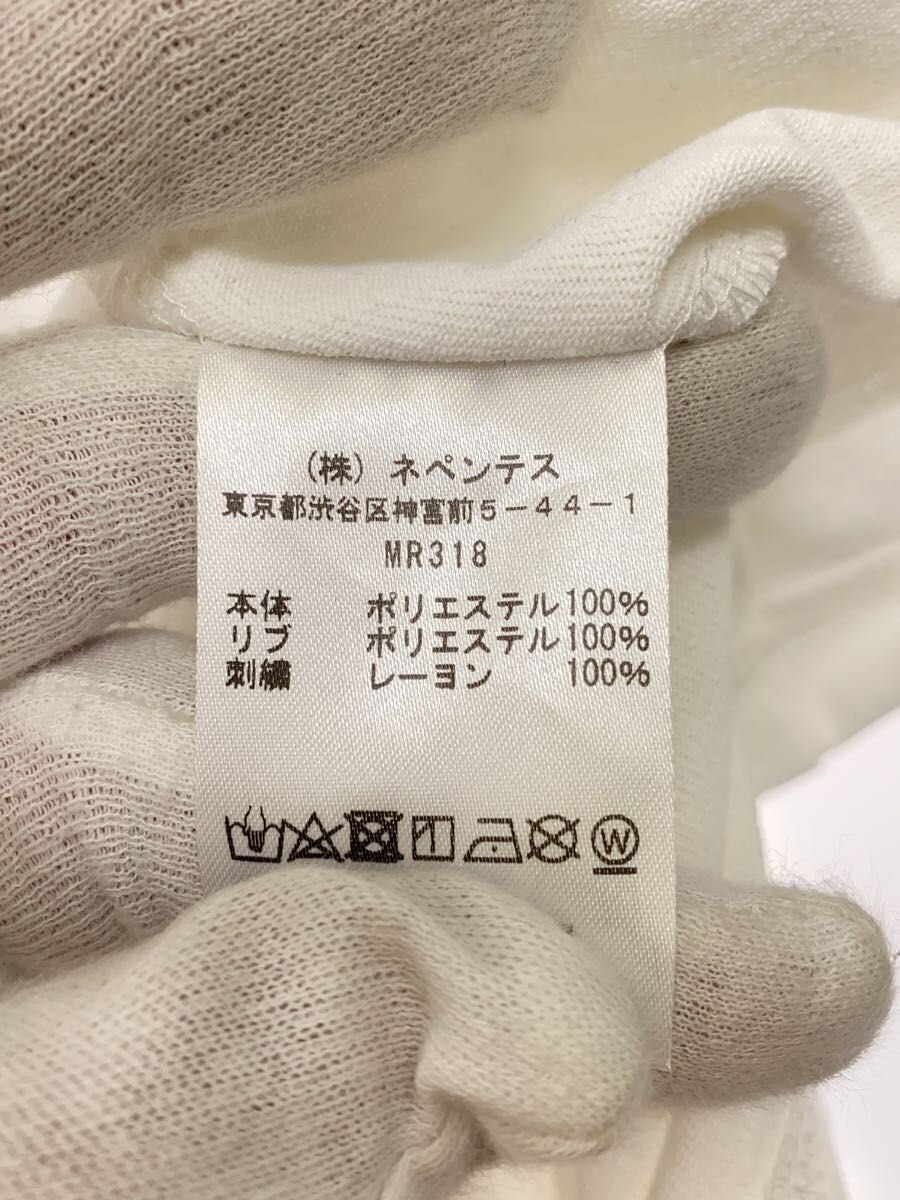 (株) ネペンテス
東京都渋谷区神宮前5-44-1
MR318
本体 ポリエステル100%
リブ ポリエステル100%
刺繍 レーヨン 100%
W